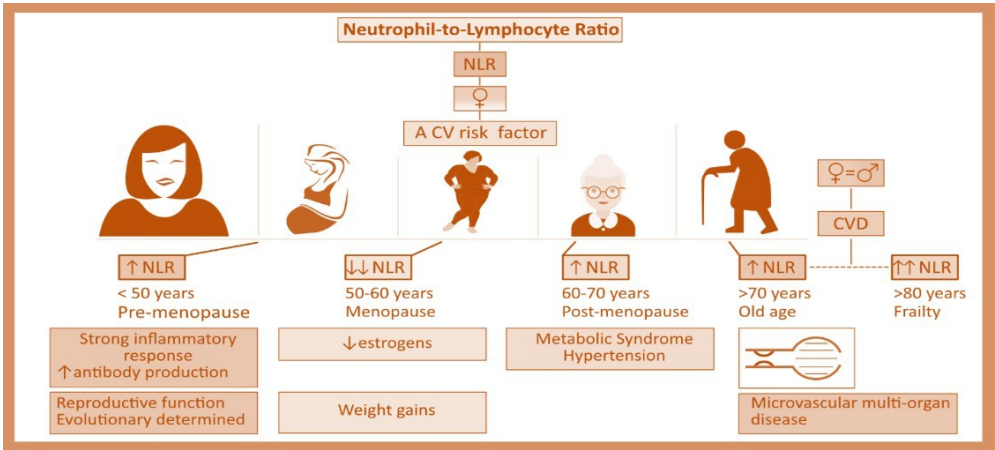 Neutrophil-to-Lymphocyte Ratio
NLR
♀
A CV risk factor
♀=♂
CVD
↑ NLR
< 50 years
Pre-menopause
Strong inflammatory
response
↑ antibody production
Reproductive function
Evolutionary determined
↓↓ NLR
50-60 years
Menopause
↓ estrogens
Weight gains
↑ NLR
60-70 years
Post-menopause
Metabolic Syndrome
Hypertension
↑ NLR
>70 years
Old age
Microvascular multi-organ
disease
↑↑ NLR
>80 years
Frailty